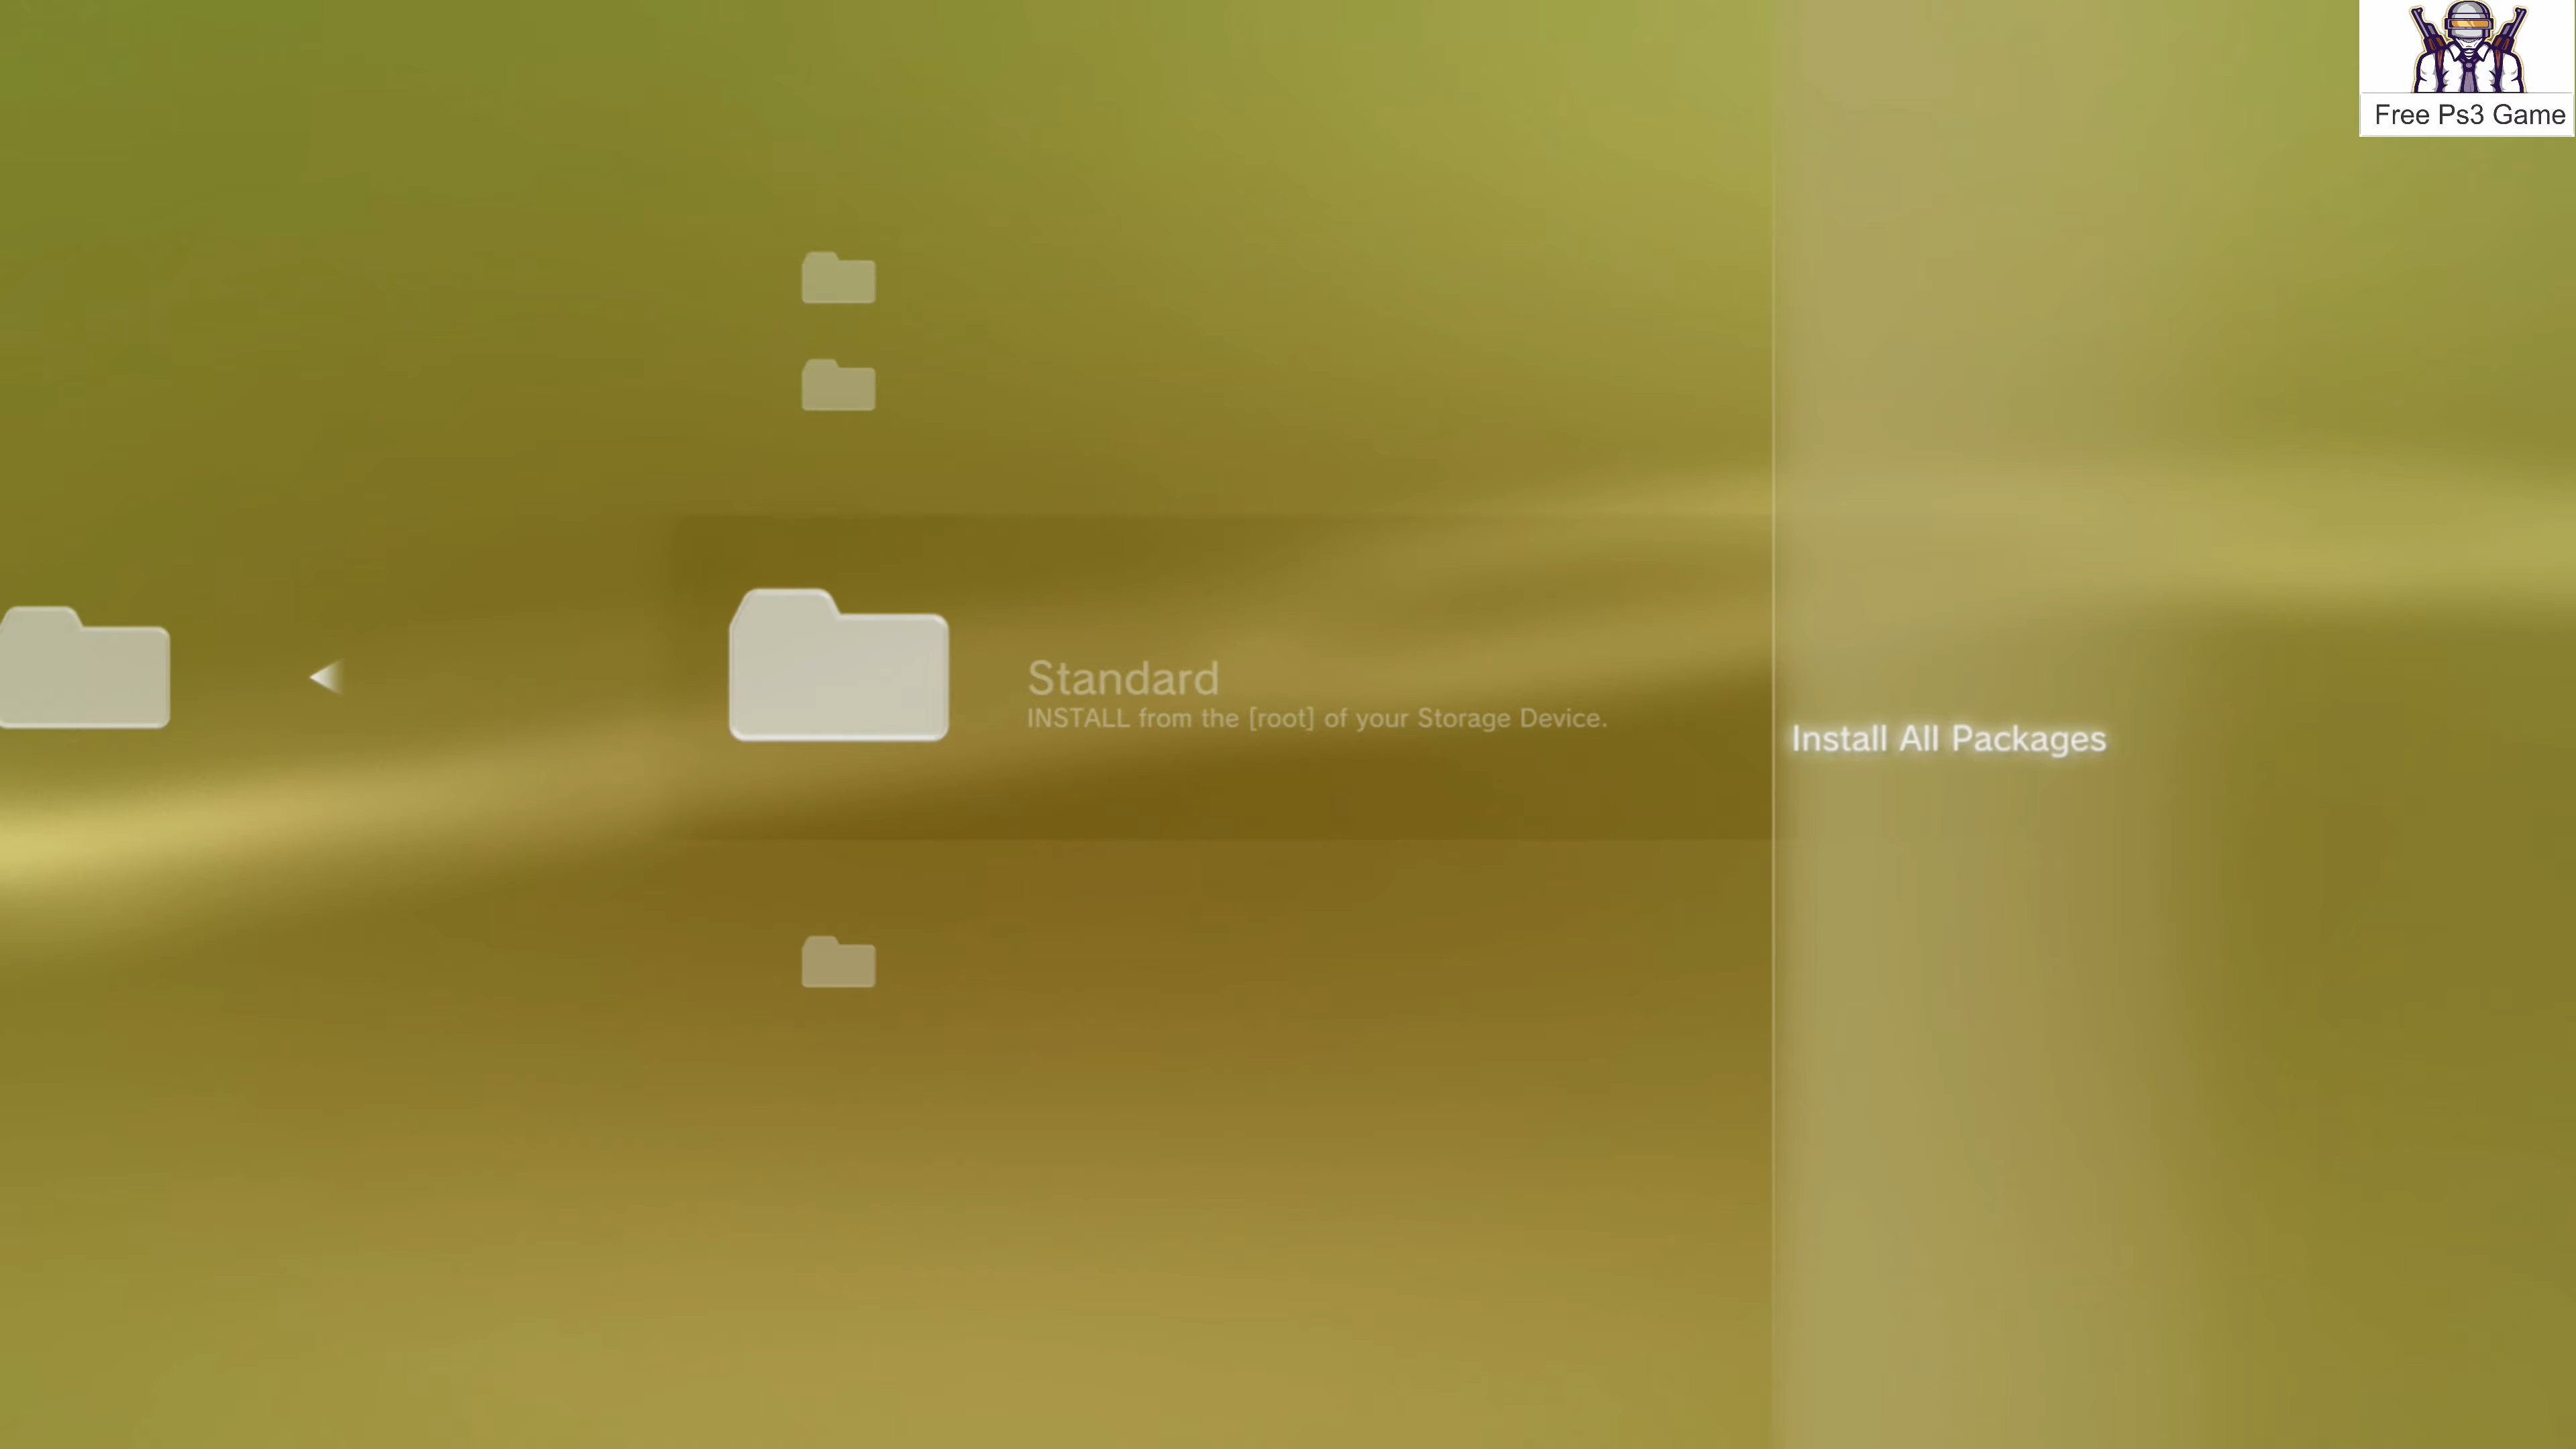 Free Ps3 Game
Standard
INSTALL from the [root] of your Storage Device.
Install All Packages